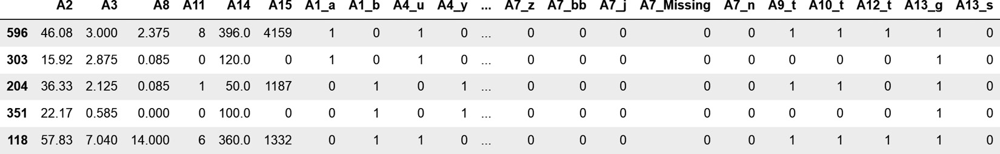 A2 A3 A8 A11 A14 A15 A1_a A1_b A4_u A4_y ... A7_z A7_bb A7_j A7_Missing A7_n A9_t A10_t A12_t A13_g A13_s
596 46.08 3.000 2.375 8 396.0 4159 1 0 1 0 ... 0 0 0 0 0 1 1 1 1 0
303 15.92 2.875 0.085 0 120.0 0 1 0 1 0 ... 0 0 0 0 0 0 0 0 1 0
204 36.33 2.125 0.085 1 50.0 1187 0 1 0 1 ... 0 0 0 0 0 1 1 0 1 0
351 22.17 0.585 0.000 0 100.0 0 0 1 0 1 ... 0 0 0 0 0 0 0 0 1 0
118 57.83 7.040 14.000 6 360.0 1332 0 1 1 0 ... 0 0 0 0 0 1 1 1 1 0